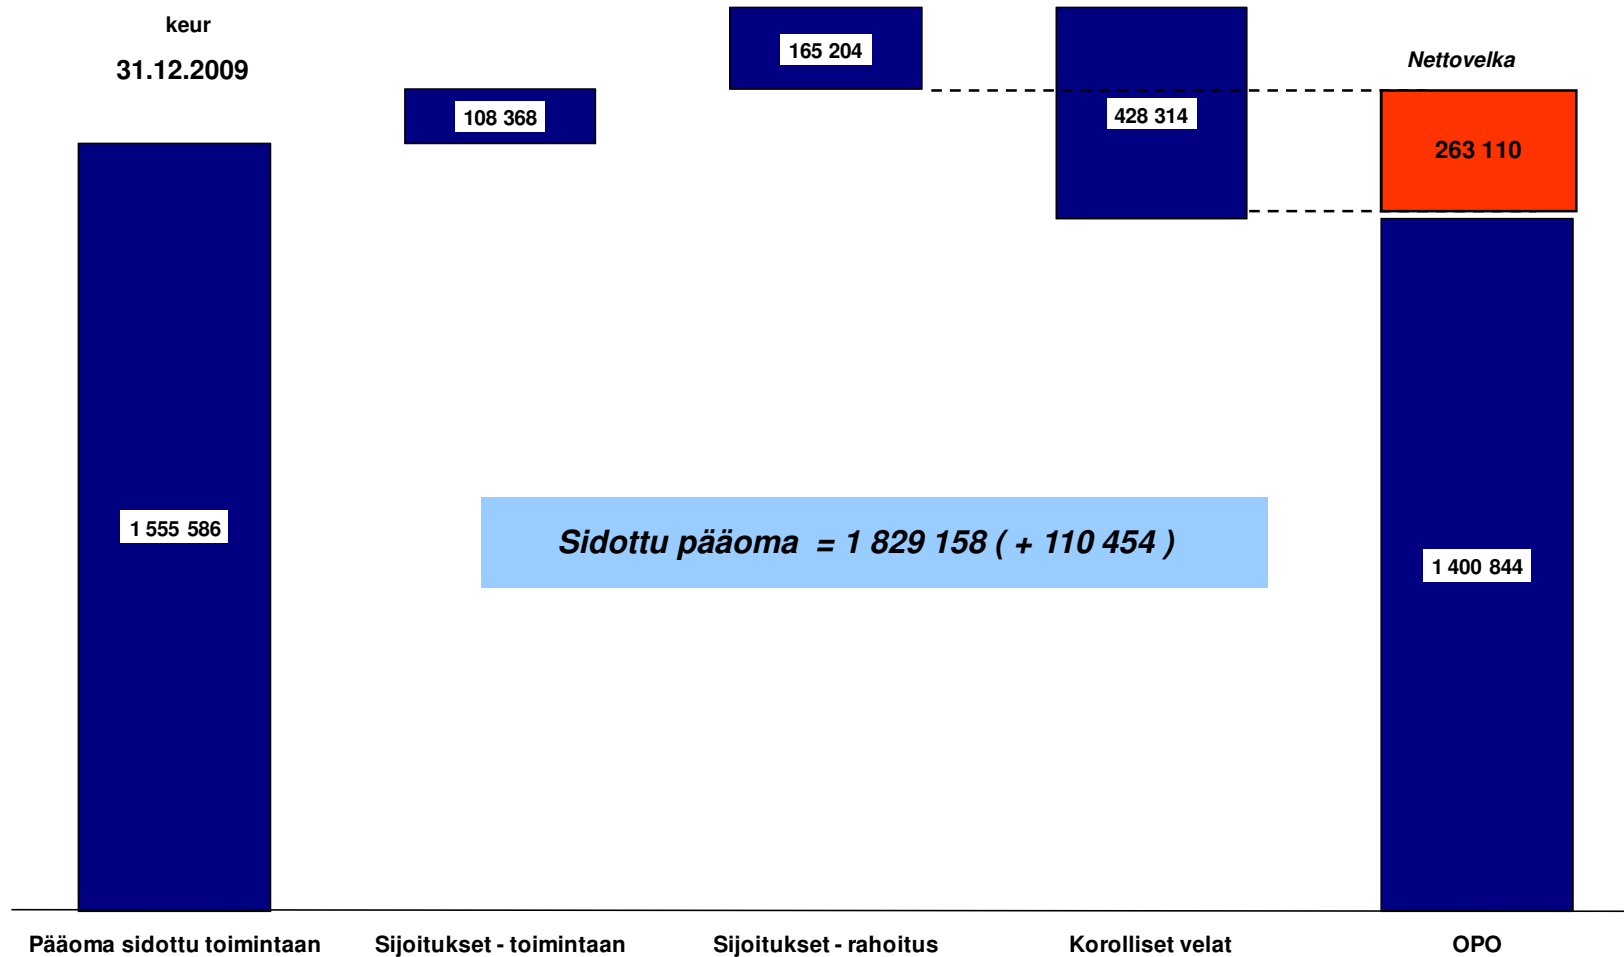 keur
31.12.2009
165 204
Nettovelka
108 368
428 314
263 110
1 555 586
Sidottu pääoma = 1 829 158 ( + 110 454 )
1 400 844
Pääoma sidottu toimintaan
Sijoitukset - toimintaan
Sijoitukset - rahoitus
Korolliset velat
OPO